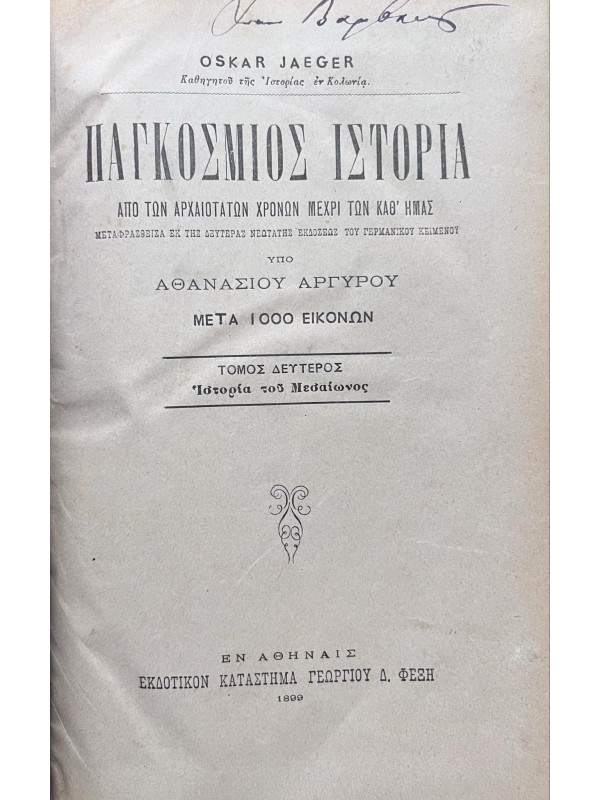 OSKAR JAEGER
Καθηγητοῦ τῆς Ἱστορίας ἐν Κολωνίᾳ.
ΠΑΓΚΟΣΜΙΟΣ ΙΣΤΟΡΙΑ
ΑΠΟ ΤΩΝ ΑΡΧΑΙΟΤΑΤΩΝ ΧΡΟΝΩΝ ΜΕΧΡΙ ΤΩΝ ΚΑΘ' ΗΜΑΣ
ΜΕΤΑΦΡΑΣΘΕΙΣΑ ΕΚ ΤΗΣ ΔΕΥΤΕΡΑΣ ΝΕΩΤΑΤΗΣ ΕΚΔΟΣΕΩΣ ΤΟΥ ΓΕΡΜΑΝΙΚΟΥ ΚΕΙΜΕΝΟΥ
ΥΠΟ
ΑΘΑΝΑΣΙΟΥ ΑΡΓΥΡΟΥ
ΜΕΤΑ 1000 ΕΙΚΟΝΩΝ
ΤΟΜΟΣ ΔΕΥΤΕΡΟΣ
Ἱστορία τοῦ Μεσαίωνος
ΕΝ ΑΘΗΝΑΙΣ
ΕΚΔΟΤΙΚΟΝ ΚΑΤΑΣΤΗΜΑ ΓΕΩΡΓΙΟΥ Δ. ΦΕΞΗ
1899